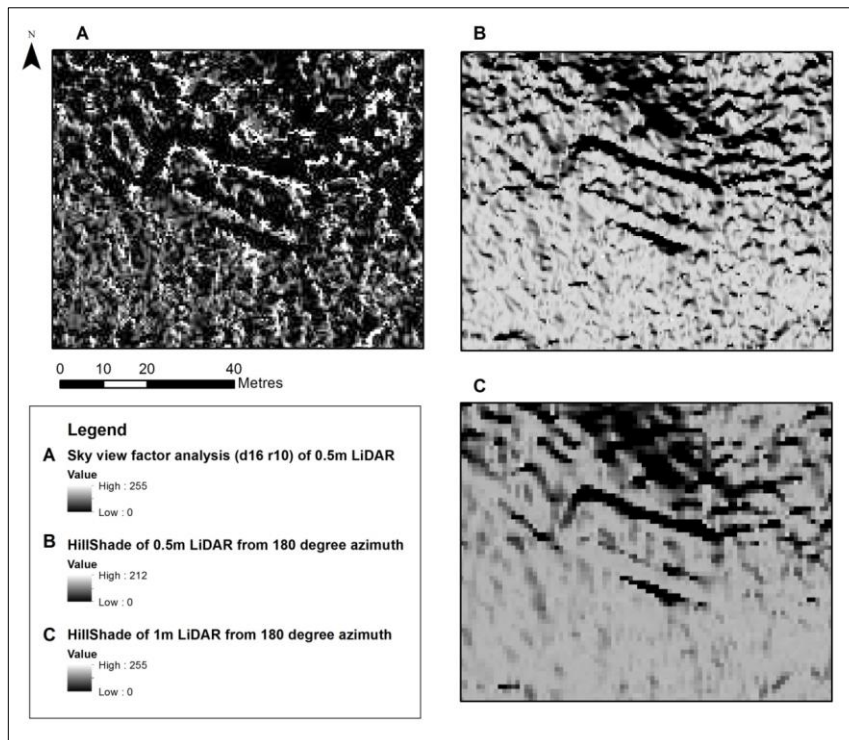 N
A
B
0 10 20 40
Metres
C
Legend
A Sky view factor analysis (d16 r10) of 0.5m LiDAR
Value
High : 255
Low : 0
B HillShade of 0.5m LiDAR from 180 degree azimuth
Value
High : 212
Low : 0
C HillShade of 1m LiDAR from 180 degree azimuth
Value
High : 255
Low : 0